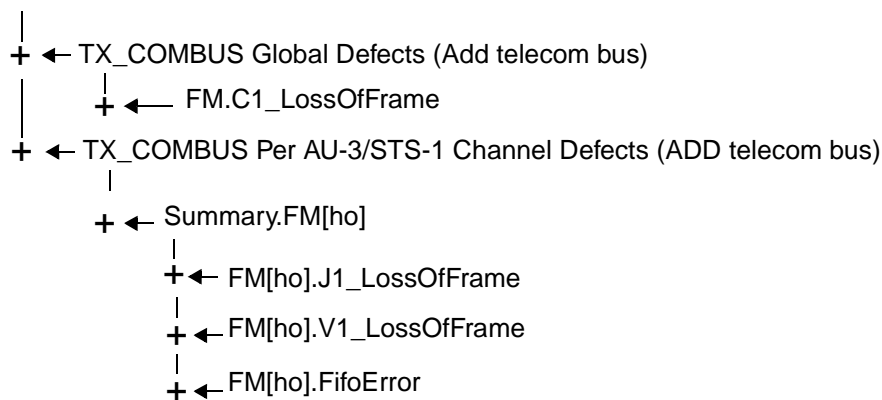 TX_COMBUS Global Defects (Add telecom bus)
FM.C1_LossOfFrame
TX_COMBUS Per AU-3/STS-1 Channel Defects (ADD telecom bus)
Summary.FM[ho]
FM[ho].J1_LossOfFrame
FM[ho].V1_LossOfFrame
FM[ho].FifoError